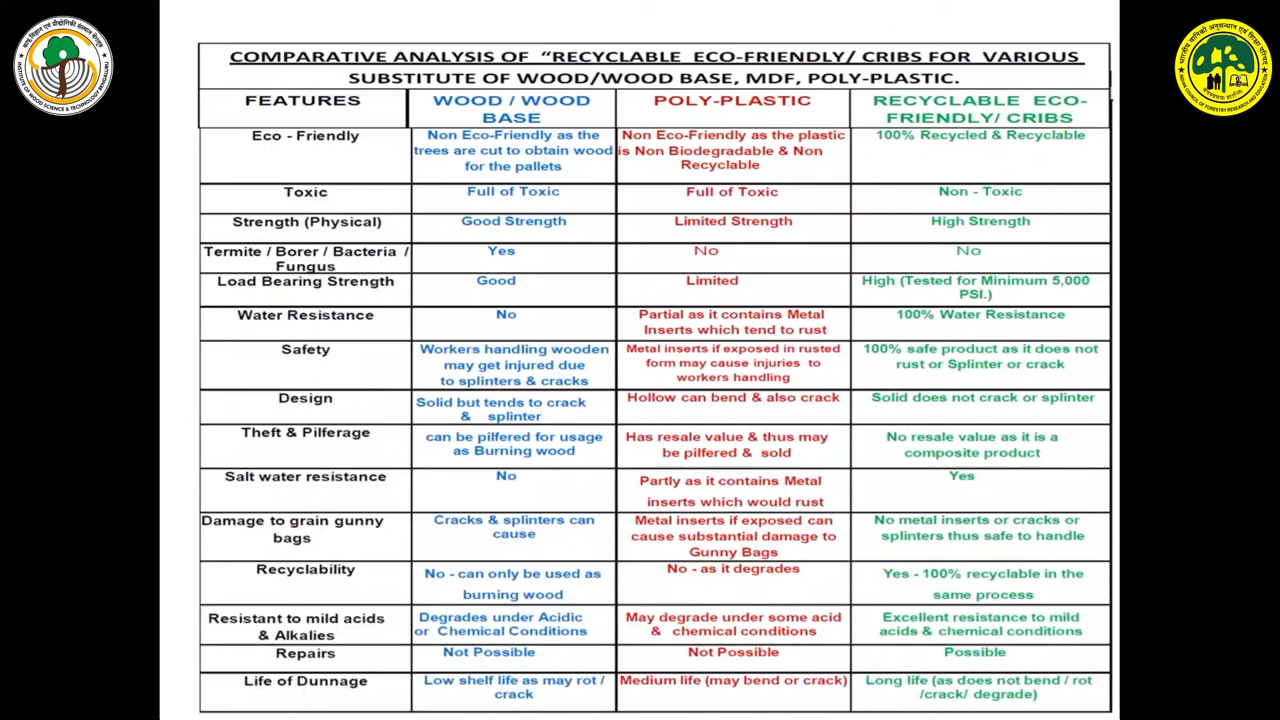 COMPARATIVE ANALYSIS OF "RECYCLABLE ECO-FRIENDLY/ CRIBS FOR VARIOUS
SUBSTITUTE OF WOOD/WOOD BASE, MDF, POLY-PLASTIC.
FEATURES
WOOD / WOOD
BASE
POLY-PLASTIC
RECYCLABLE ECO-
FRIENDLY/ CRIBS
Eco - Friendly
Non Eco-Friendly as the
trees are cut to obtain wood
for the pallets
Non Eco-Friendly as the plastic
is Non Biodegradable & Non
Recyclable
100% Recycled & Recyclable
Toxic
Full of Toxic
Full of Toxic
Non - Toxic
Strength (Physical)
Good Strength
Limited Strength
High Strength
Termite / Borer / Bacteria /
Fungus
Yes
No
No
Load Bearing Strength
Good
Limited
High (Tested for Minimum 5,000
PSI.)
Water Resistance
No
Partial as it contains Metal
Inserts which tend to rust
100% Water Resistance
Safety
Workers handling wooden
may get injured due
to splinters & cracks
Metal inserts if exposed in rusted
form may cause injuries to
workers handling
100% safe product as it does not
rust or Splinter or crack
Design
Solid but tends to crack
& splinter
Hollow can bend & also crack
Solid does not crack or splinter
Theft & Pilferage
can be pilfered for usage
as Burning wood
Has resale value & thus may
be pilfered & sold
No resale value as it is a
composite product
Salt water resistance
No
Partly as it contains Metal
inserts which would rust
Yes
Damage to grain gunny
bags
Cracks & splinters can
cause
Metal inserts if exposed can
cause substantial damage to
Gunny Bags
No metal inserts or cracks or
splinters thus safe to handle
Recyclability
No - can only be used as
burning wood
No - as it degrades
Yes - 100% recyclable in the
same process
Resistant to mild acids
& Alkalies
Degrades under Acidic
or Chemical Conditions
May degrade under some acid
& chemical conditions
Excellent resistance to mild
acids & chemical conditions
Repairs
Not Possible
Not Possible
Possible
Life of Dunnage
Low shelf life as may rot /
crack
Medium life (may bend or crack)
Long life (as does not bend / rot
/crack/ degrade)